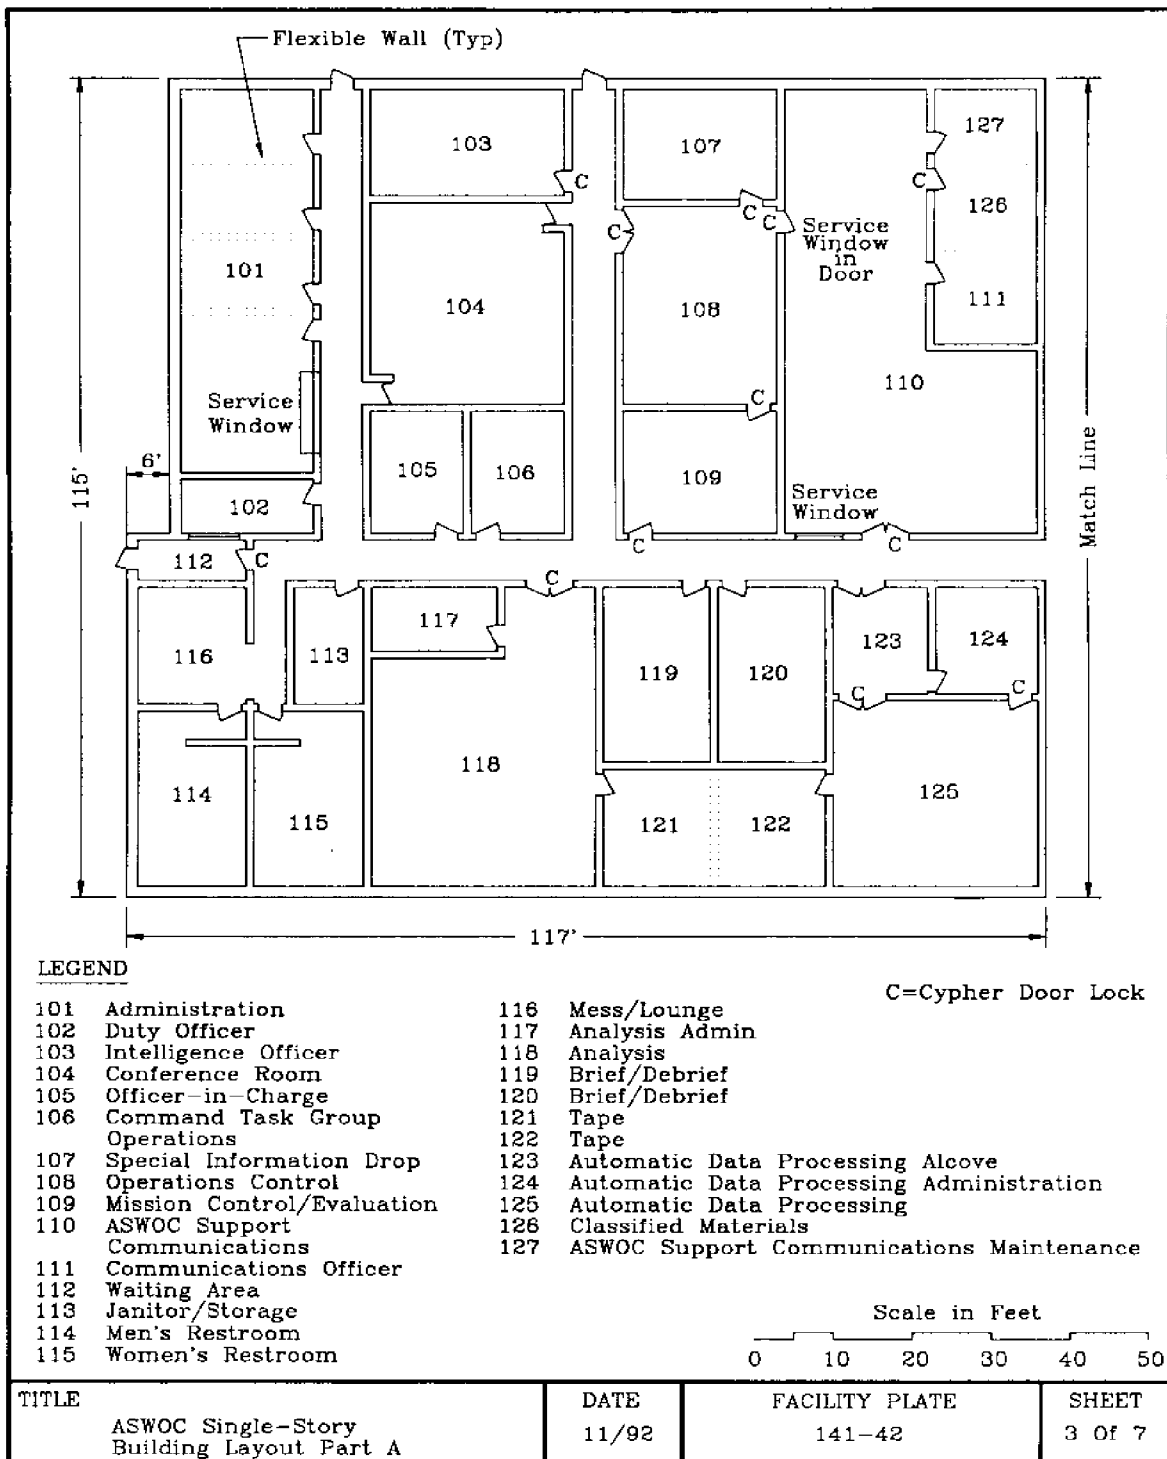 Flexible Wall (Typ)
103
107
127
C
C
C
C
C
126
Service
Window
in
Door
101
104
108
111
110
Service
Window
C
6'
115'
Match Line
105
106
109
102
Service
Window
C
C
112
C
C
117
116
113
119
120
123
124
C
C
118
114
115
121
122
125
117'
LEGEND
C=Cypher Door Lock
101 Administration
102 Duty Officer
103 Intelligence Officer
104 Conference Room
105 Officer-in-Charge
106 Command Task Group
Operations
107 Special Information Drop
108 Operations Control
109 Mission Control/Evaluation
110 ASWOC Support
Communications
111 Communications Officer
112 Waiting Area
113 Janitor/Storage
114 Men's Restroom
115 Women's Restroom
116 Mess/Lounge
117 Analysis Admin
118 Analysis
119 Brief/Debrief
120 Brief/Debrief
121 Tape
122 Tape
123 Automatic Data Processing Alcove
124 Automatic Data Processing Administration
125 Automatic Data Processing
126 Classified Materials
127 ASWOC Support Communications Maintenance
Scale in Feet
0 10 20 30 40 50
TITLE
ASWOC Single-Story
Building Layout Part A
DATE
11/92
FACILITY PLATE
141-42
SHEET
3 Of 7